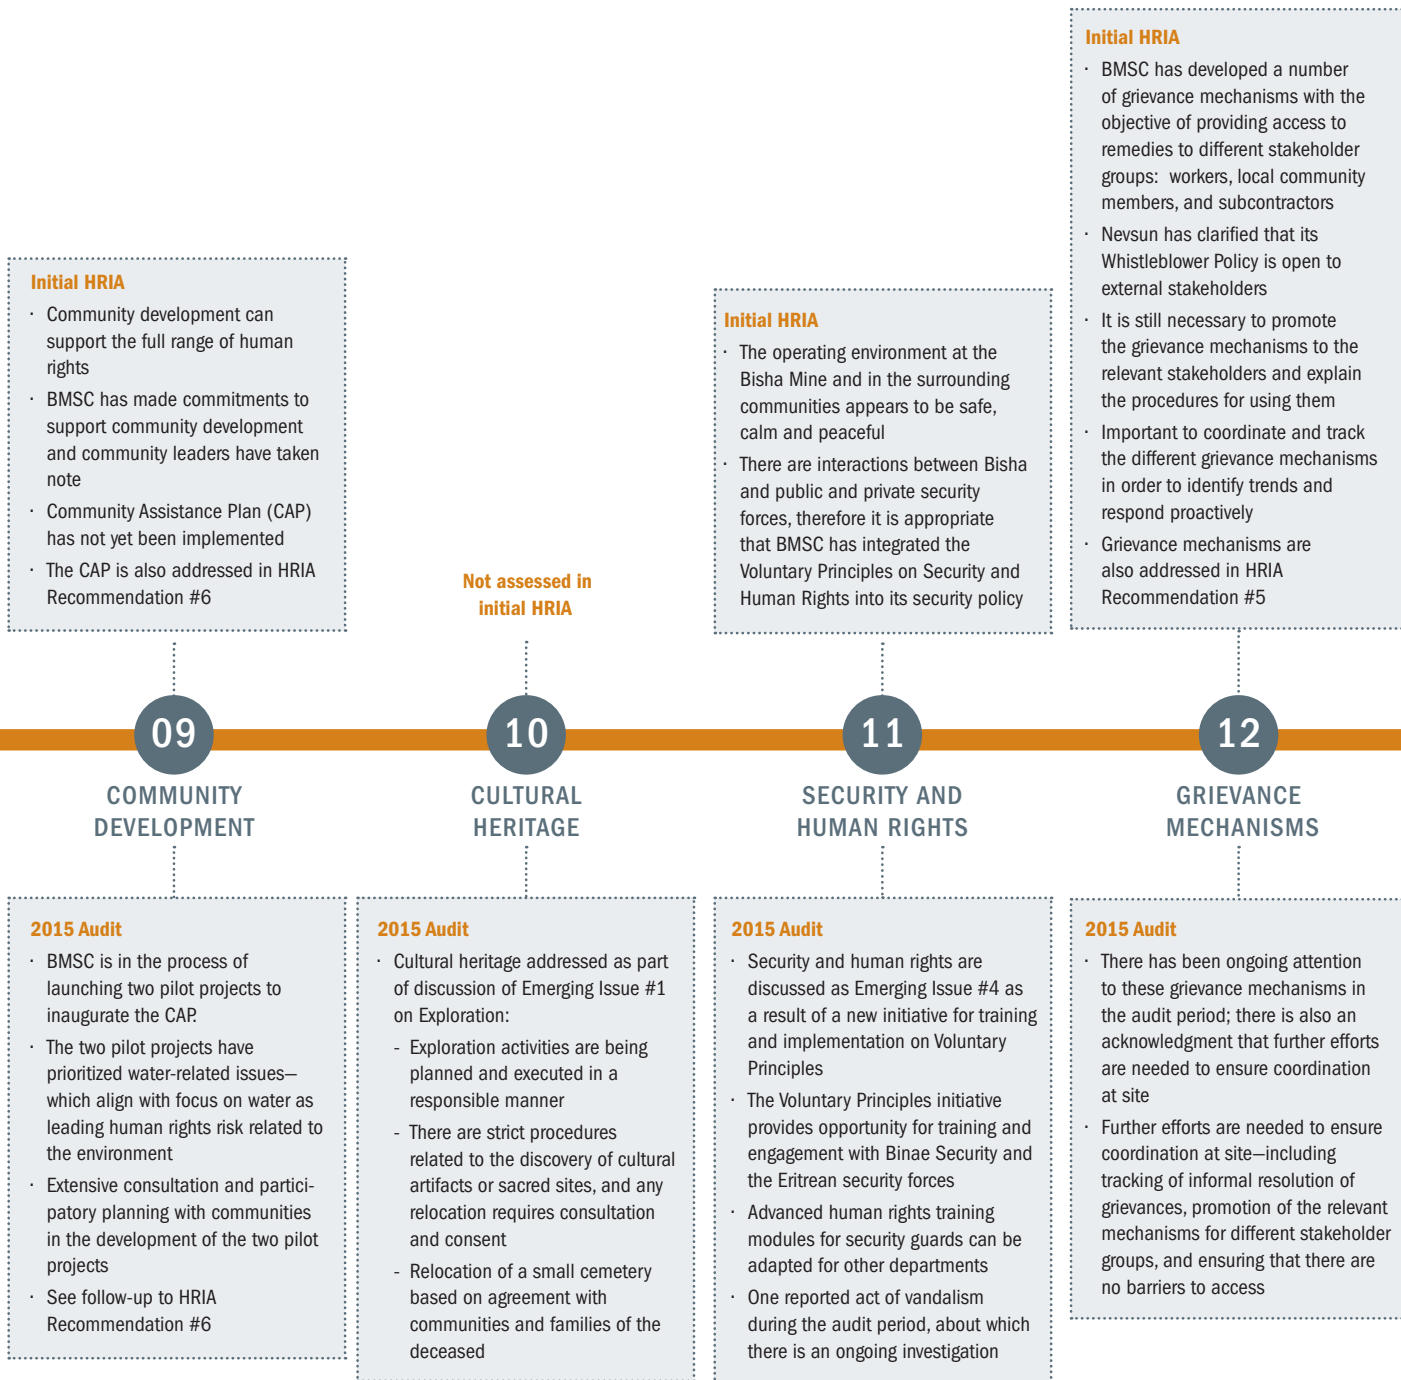 Initial HRIA
· Community development can
support the full range of human
rights
· BMSC has made commitments to
support community development
and community leaders have taken
note
· Community Assistance Plan (CAP)
has not yet been implemented
· The CAP is also addressed in HRIA
Recommendation #6
Not assessed in
initial HRIA
Initial HRIA
· The operating environment at the
Bisha Mine and in the surrounding
communities appears to be safe,
calm and peaceful
· There are interactions between Bisha
and public and private security
forces, therefore it is appropriate
that BMSC has integrated the
Voluntary Principles on Security and
Human Rights into its security policy
Initial HRIA
· BMSC has developed a number
of grievance mechanisms with the
objective of providing access to
remedies to different stakeholder
groups: workers, local community
members, and subcontractors
· Nevsun has clarified that its
Whistleblower Policy is open to
external stakeholders
· It is still necessary to promote
the grievance mechanisms to the
relevant stakeholders and explain
the procedures for using them
· Important to coordinate and track
the different grievance mechanisms
in order to identify trends and
respond proactively
· Grievance mechanisms are
also addressed in HRIA
Recommendation #5
09
COMMUNITY
DEVELOPMENT
10
CULTURAL
HERITAGE
11
SECURITY AND
HUMAN RIGHTS
12
GRIEVANCE
MECHANISMS
2015 Audit
· BMSC is in the process of
launching two pilot projects to
inaugurate the CAP.
· The two pilot projects have
prioritized water-related issues—
which align with focus on water as
leading human rights risk related to
the environment
· Extensive consultation and partici-
patory planning with communities
in the development of the two pilot
projects
· See follow-up to HRIA
Recommendation #6
2015 Audit
· Cultural heritage addressed as part
of discussion of Emerging Issue #1
on Exploration:
- Exploration activities are being
planned and executed in a
responsible manner
- There are strict procedures
related to the discovery of cultural
artifacts or sacred sites, and any
relocation requires consultation
and consent
- Relocation of a small cemetery
based on agreement with
communities and families of the
deceased
2015 Audit
· Security and human rights are
discussed as Emerging Issue #4 as
a result of a new initiative for training
and implementation on Voluntary
Principles
· The Voluntary Principles initiative
provides opportunity for training and
engagement with Binae Security and
the Eritrean security forces
· Advanced human rights training
modules for security guards can be
adapted for other departments
· One reported act of vandalism
during the audit period, about which
there is an ongoing investigation
2015 Audit
· There has been ongoing attention
to these grievance mechanisms in
the audit period; there is also an
acknowledgment that further efforts
are needed to ensure coordination
at site
· Further efforts are needed to ensure
coordination at site—including
tracking of informal resolution of
grievances, promotion of the relevant
mechanisms for different stakeholder
groups, and ensuring that there are
no barriers to access